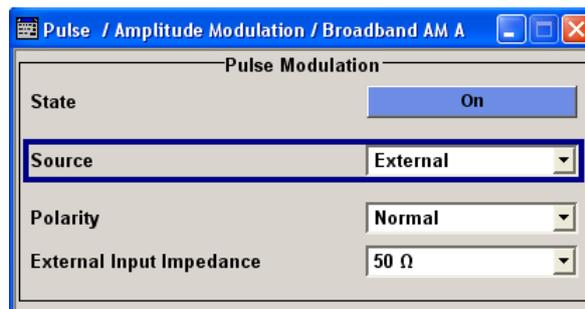 Pulse / Amplitude Modulation / Broadband AM A
Pulse Modulation
State On
Source External
Polarity Normal
External Input Impedance 50 Ω